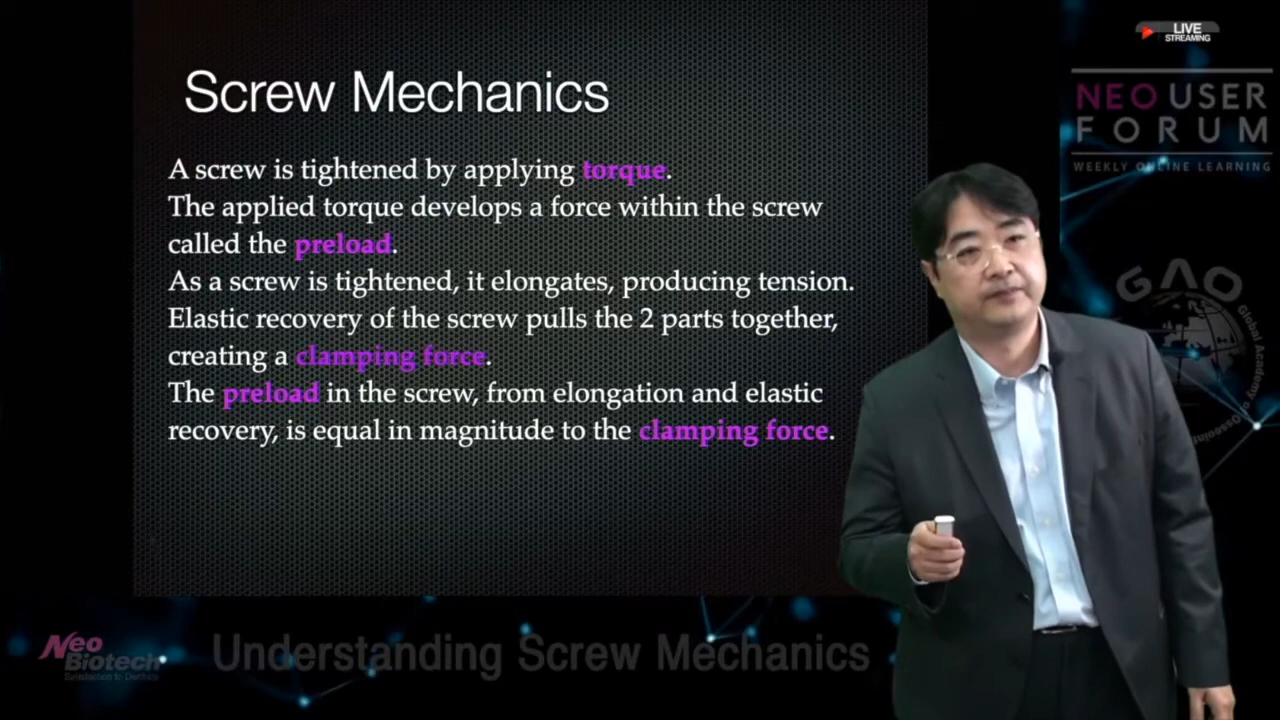 LIVE
STREAMING
NEO USER
FORUM
WEEKLY ONLINE LEARNING
Screw Mechanics
A screw is tightened by applying torque.
The applied torque develops a force within the screw
called the preload.
As a screw is tightened, it elongates, producing tension.
Elastic recovery of the screw pulls the 2 parts together,
creating a clamping force.
The preload in the screw, from elongation and elastic
recovery, is equal in magnitude to the clamping force.
GAO
Global Academy of
Neo
Biotech
Understanding Screw Mechanics